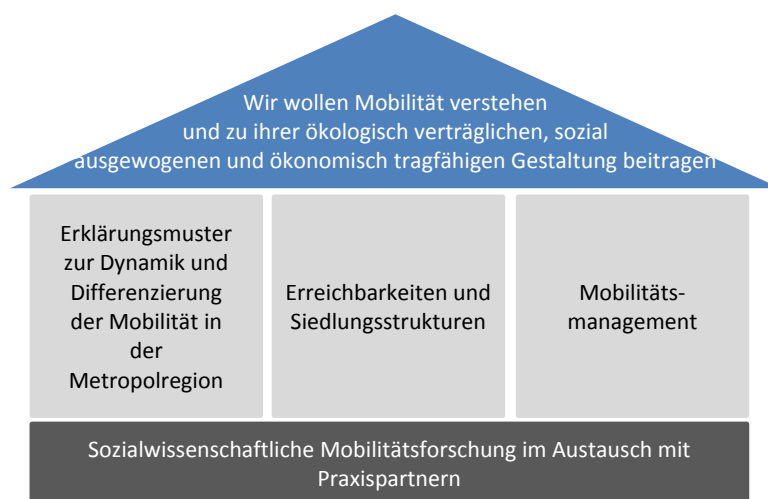 Wir wollen Mobilität verstehen
und zu ihrer ökologisch verträglichen, sozial
ausgewogenen und ökonomisch tragfähigen Gestaltung beitragen
Erklärungsmuster
zur Dynamik und
Differenzierung
der Mobilität in
der
Metropolregion
Erreichbarkeiten und
Siedlungsstrukturen
Mobilitäts-
management
Sozialwissenschaftliche Mobilitätsforschung im Austausch mit
Praxispartnern